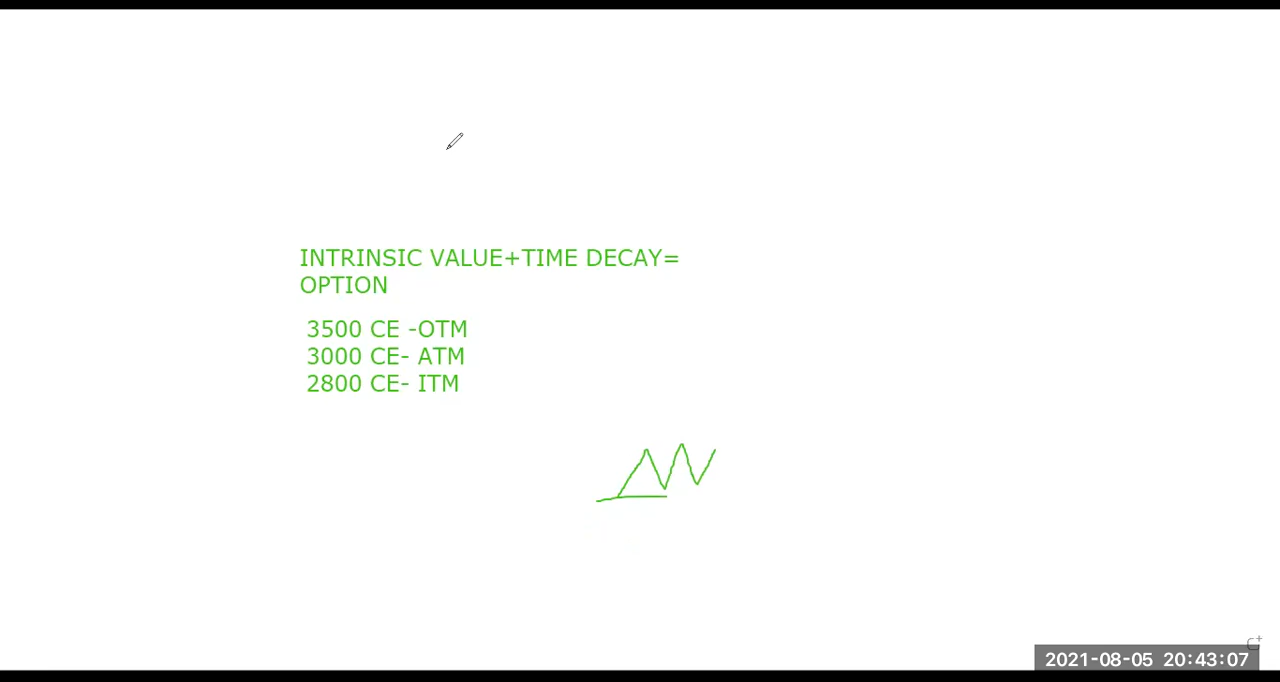 INTRINSIC VALUE+TIME DECAY=
OPTION
3500 CE -OTM
3000 CE- ATM
2800 CE- ITM
2021-08-05 20:43:07